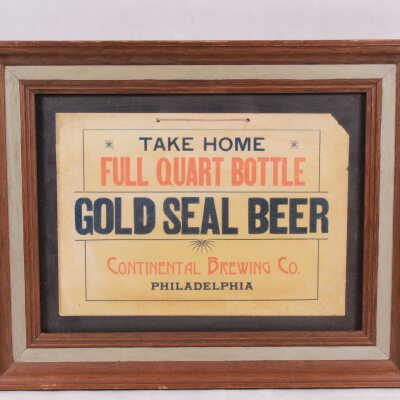 TAKE HOME
FULL QUART BOTTLE
GOLD SEAL BEER
CONTINENTAL BREWING CO.
PHILADELPHIA